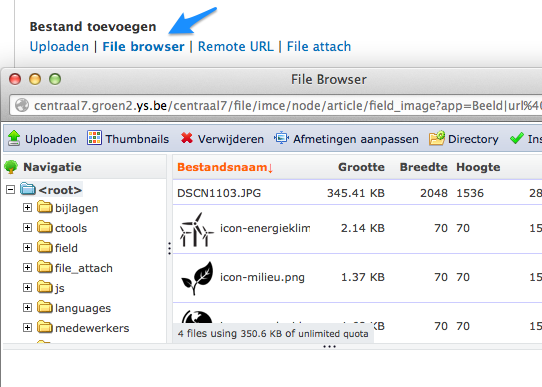 Bestand toevoegen
Uploaden | File browser | Remote URL | File attach
File Browser
centraal7.groen2.ys.be/centraal7/file/imce/node/article/field_image?app=Beeld|url%40
Uploaden Thumbnails Verwijderen Afmetingen aanpassen Directory Ins
Navigatie Bestandsnaam↓ Grootte Breedte Hoogte
<root> DSCN1103.JPG 345.41 KB 2048 1536 28
bijlagen
ctools icon-energieklim 2.14 KB 70 70 15
field
file_attach
js icon-milieu.png 1.37 KB 70 70 15
languages
medewerkers 70 70 15
4 files using 350.6 KB of unlimited quota